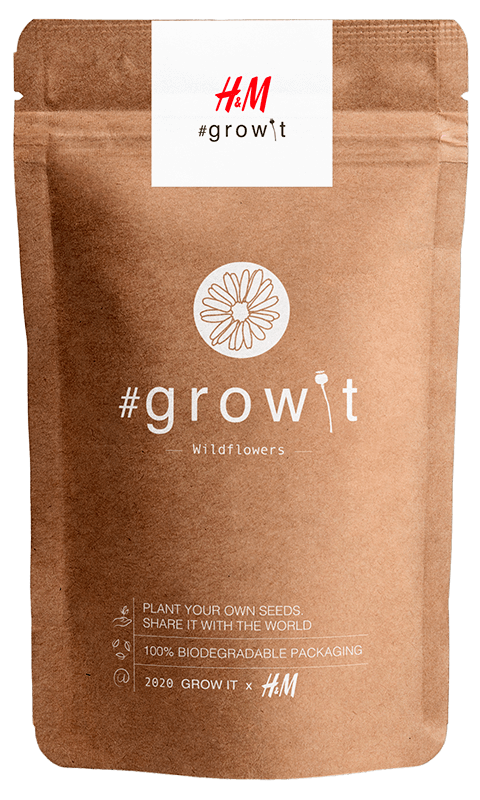 H&M
#growit
#growit
Wildflowers
PLANT YOUR OWN SEEDS.
SHARE IT WITH THE WORLD
100% BIODEGRADABLE PACKAGING
@ 2020 GROW IT x H&M